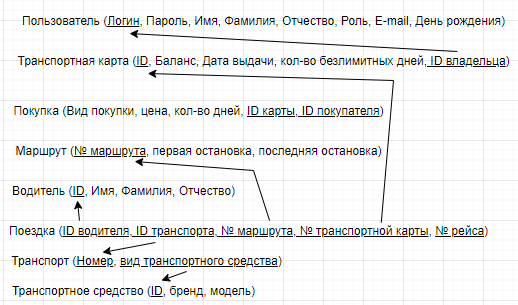 Пользователь (Логин, Пароль, Имя, Фамилия, Отчество, Роль, E-mail, День рождения)
Транспортная карта (ID, Баланс, Дата выдачи, кол-во безлимитных дней, ID владельца)
Покупка (Вид покупки, цена, кол-во дней, ID карты, ID покупателя)
Маршрут (№ маршрута, первая остановка, последняя остановка)
Водитель (ID, Имя, Фамилия, Отчество)
Поездка (ID водителя, ID транспорта, № маршрута, № транспортной карты, № рейса)
Транспорт (Номер, вид транспортного средства)
Транспортное средство (ID, бренд, модель)